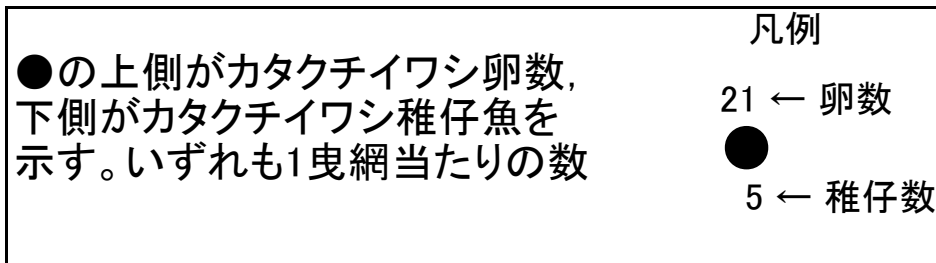 ●の上側がカタクチイワシ卵数,
下側がカタクチイワシ稚仔魚を
示す。いずれも1曳網当たりの数
凡例
21 ← 卵数
●
5 ← 稚仔数